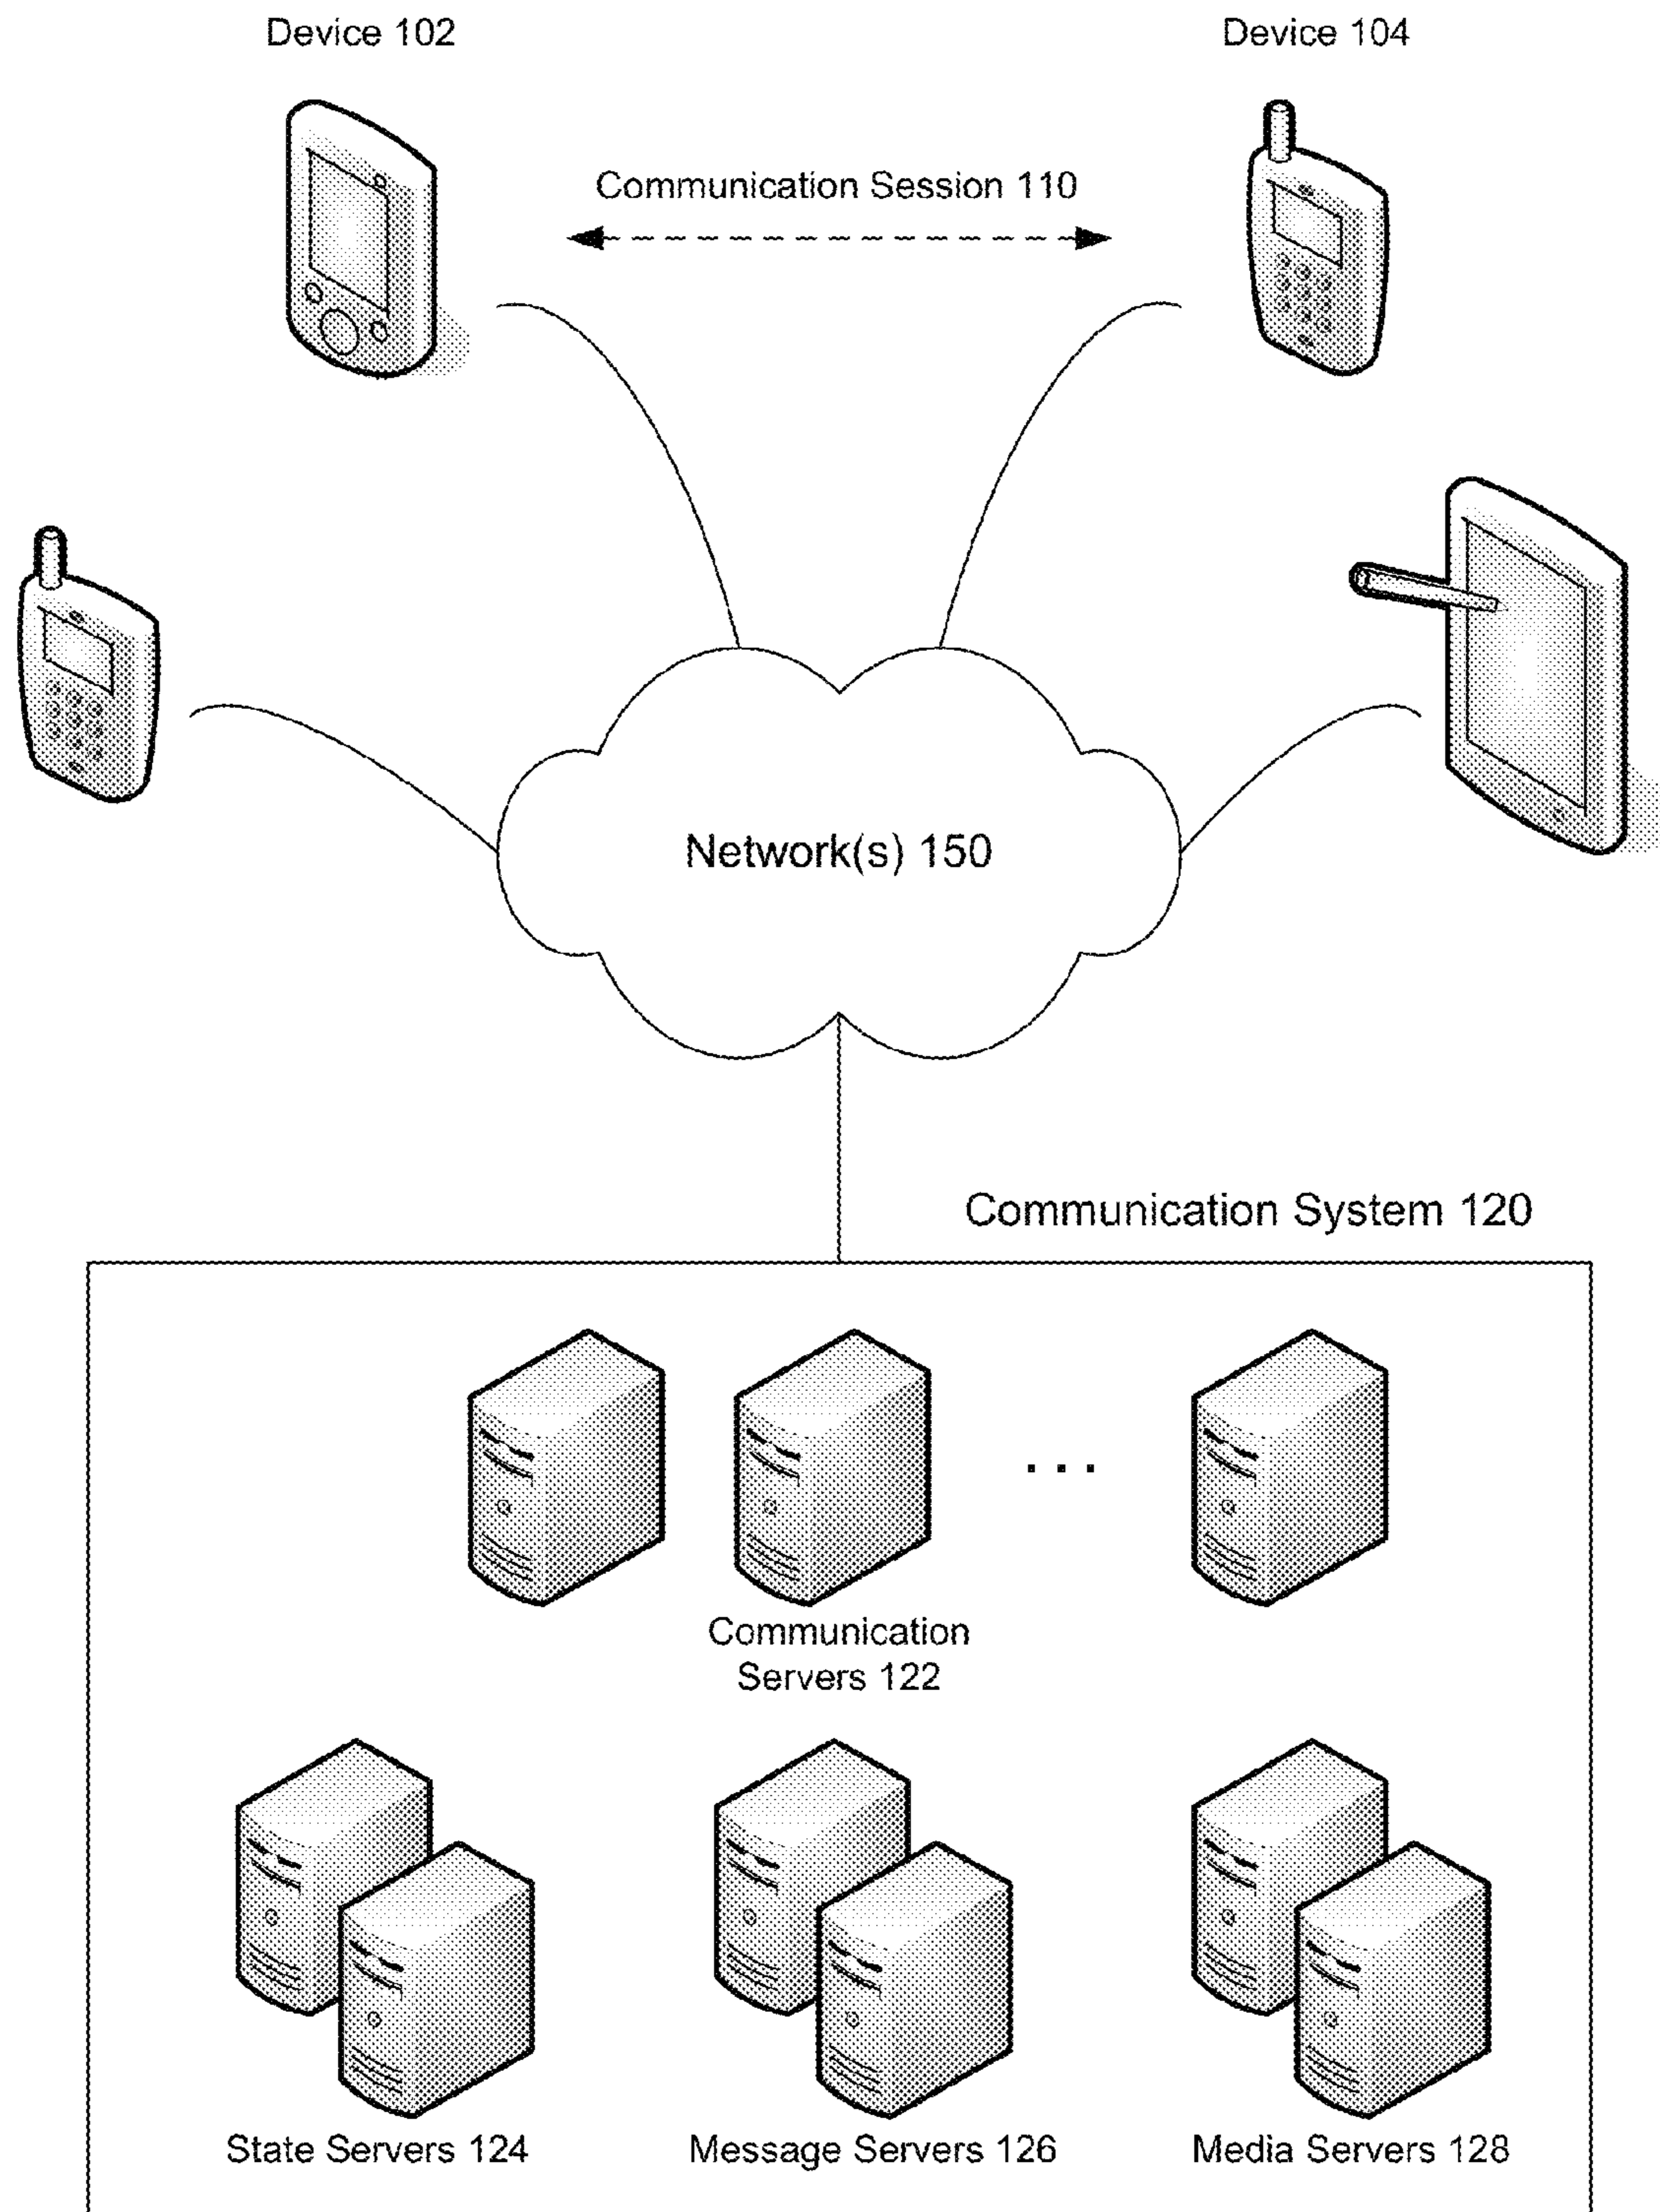 Device 102
Device 104
Communication Session 110
Network(s) 150
Communication System 120
. . .
Communication
Servers 122
State Servers 124
Message Servers 126
Media Servers 128